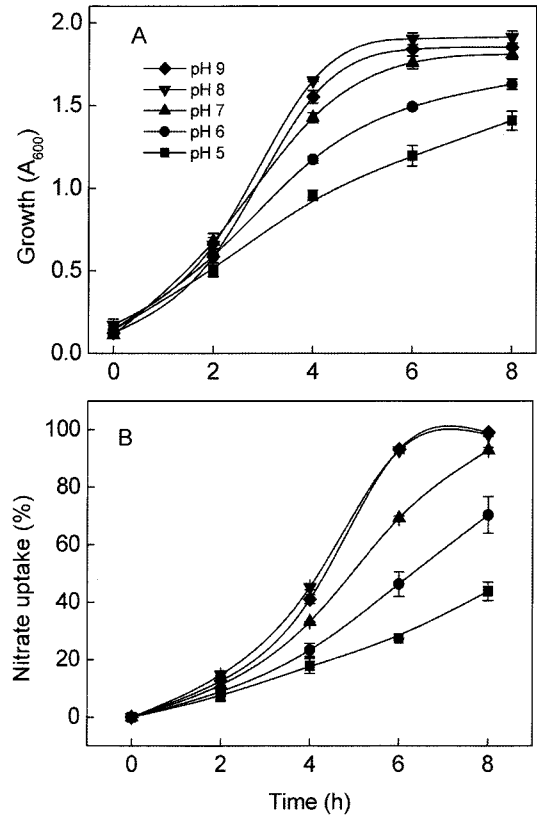 A
pH 9
pH 8
pH 7
pH 6
pH 5
Growth (A600)
2.0
1.5
1.0
0.5
0.0
0 2 4 6 8
B
Nitrate uptake (%)
100
80
60
40
20
0
0 2 4 6 8
Time (h)